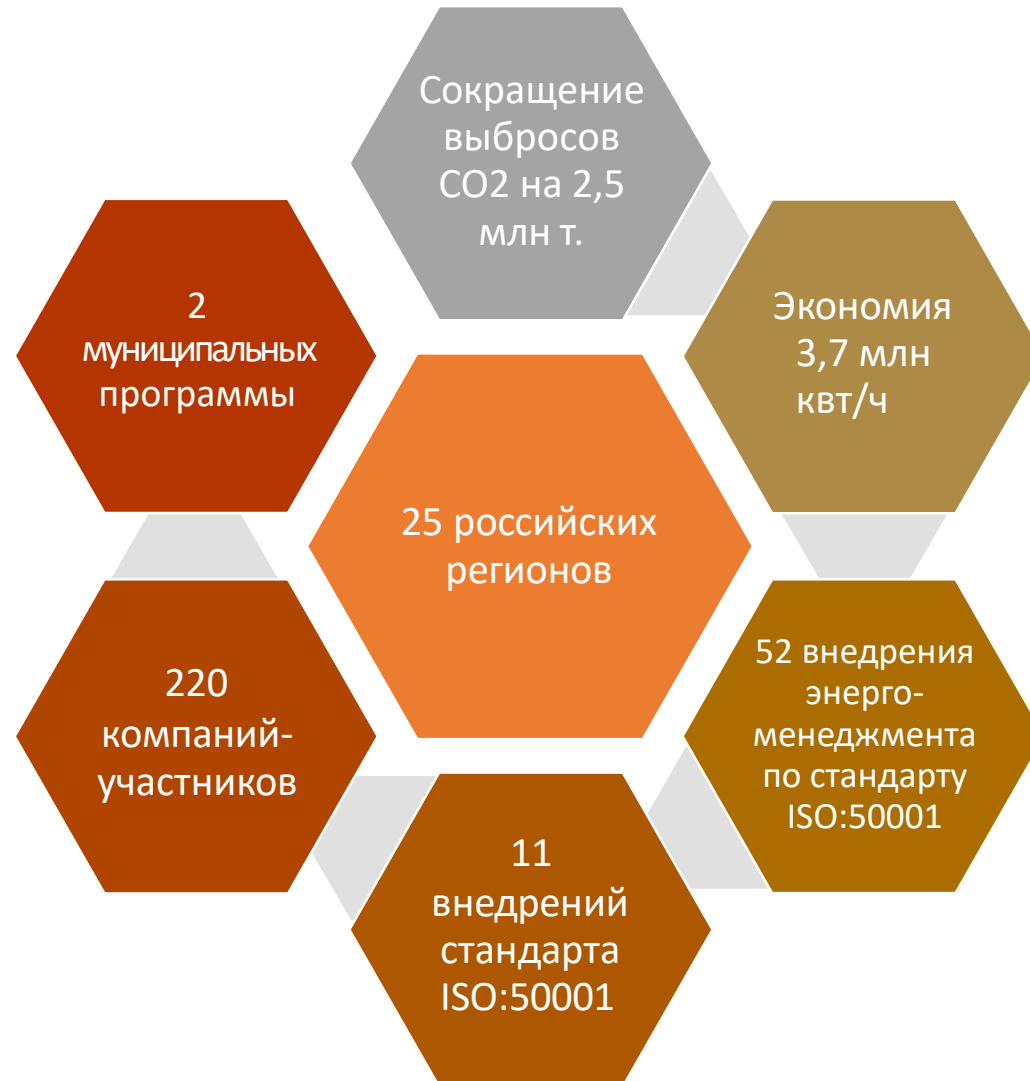 Сокращение
выбросов
СО2 на 2,5
млн т.
Экономия
3,7 млн
квт/ч
52 внедрения
энерго-
менеджмента
по стандарту
ISO:50001
11
внедрений
стандарта
ISO:50001
220
компаний-
участников
2
муниципальных
программы
25 российских
регионов